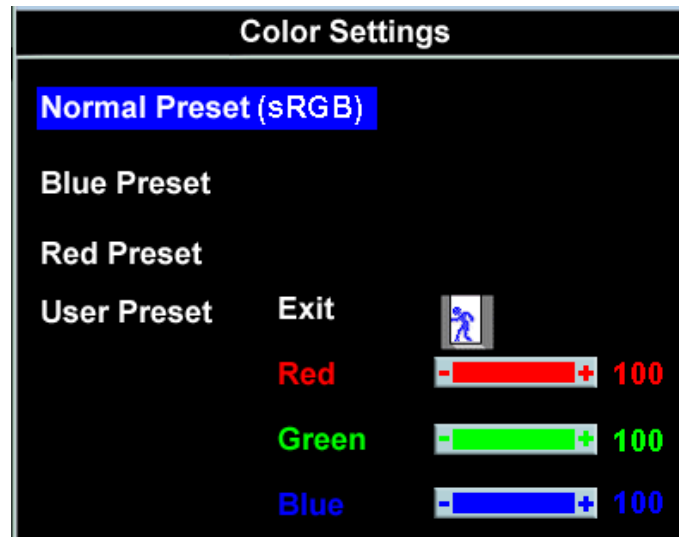 Color Settings
Normal Preset (sRGB)
Blue Preset
Red Preset
User Preset Exit
Red - + 100
Green - + 100
Blue - + 100